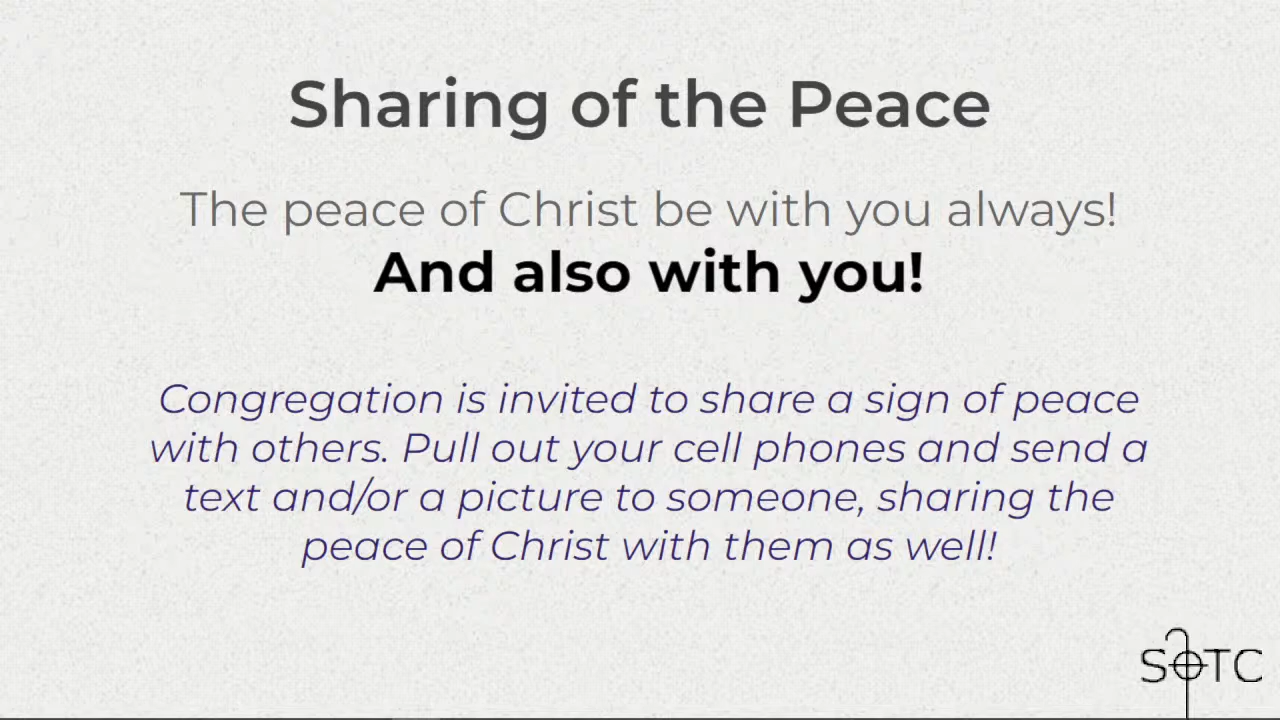 Sharing of the Peace
The peace of Christ be with you always!
And also with you!
Congregation is invited to share a sign of peace
with others. Pull out your cell phones and send a
text and/or a picture to someone, sharing the
peace of Christ with them as well!
SOTC